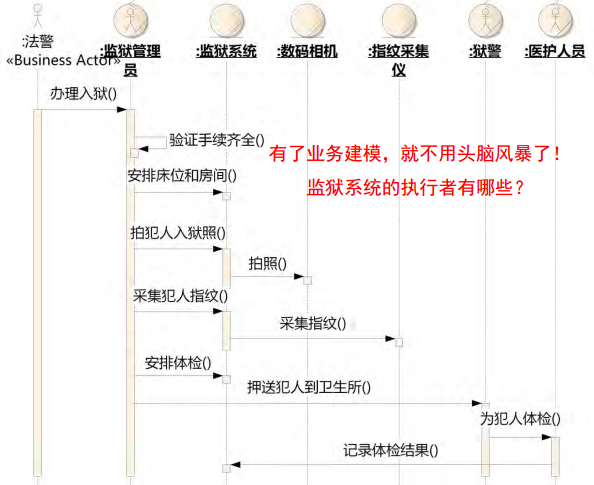 :法警
«Business Actor»
:监狱管理
员
:监狱系统
:数码相机
:指纹采集
仪
:狱警
:医护人员
办理入狱()
验证手续齐全()
有了业务建模，就不用头脑风暴了！
监狱系统的执行者有哪些？
安排床位和房间()
拍犯人入狱照()
拍照()
采集犯人指纹()
采集指纹()
安排体检()
押送犯人到卫生所()
为犯人体检()
记录体检结果()